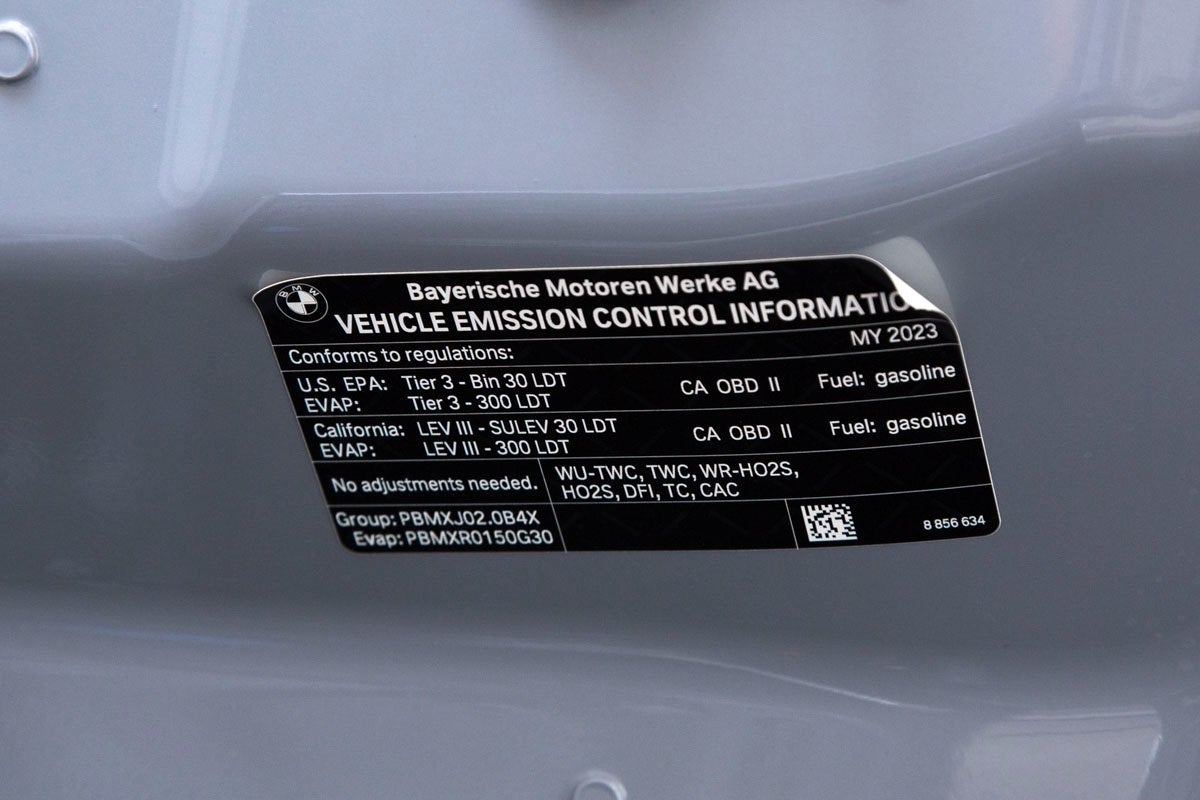 BMW
Bayerische Motoren Werke AG
VEHICLE EMISSION CONTROL INFORMATIO
MY 2023
Conforms to regulations:
U.S. EPA: Tier 3 - Bin 30 LDT CA OBD II Fuel: gasoline
EVAP: Tier 3 - 300 LDT
California: LEV III - SULEV 30 LDT CA OBD II Fuel: gasoline
EVAP: LEV III - 300 LDT
No adjustments needed.
WU-TWC, TWC, WR-HO2S,
HO2S, DFI, TC, CAC
Group: PBMXJ02.0B4X
Evap: PBMXR0150G30
8 856 634